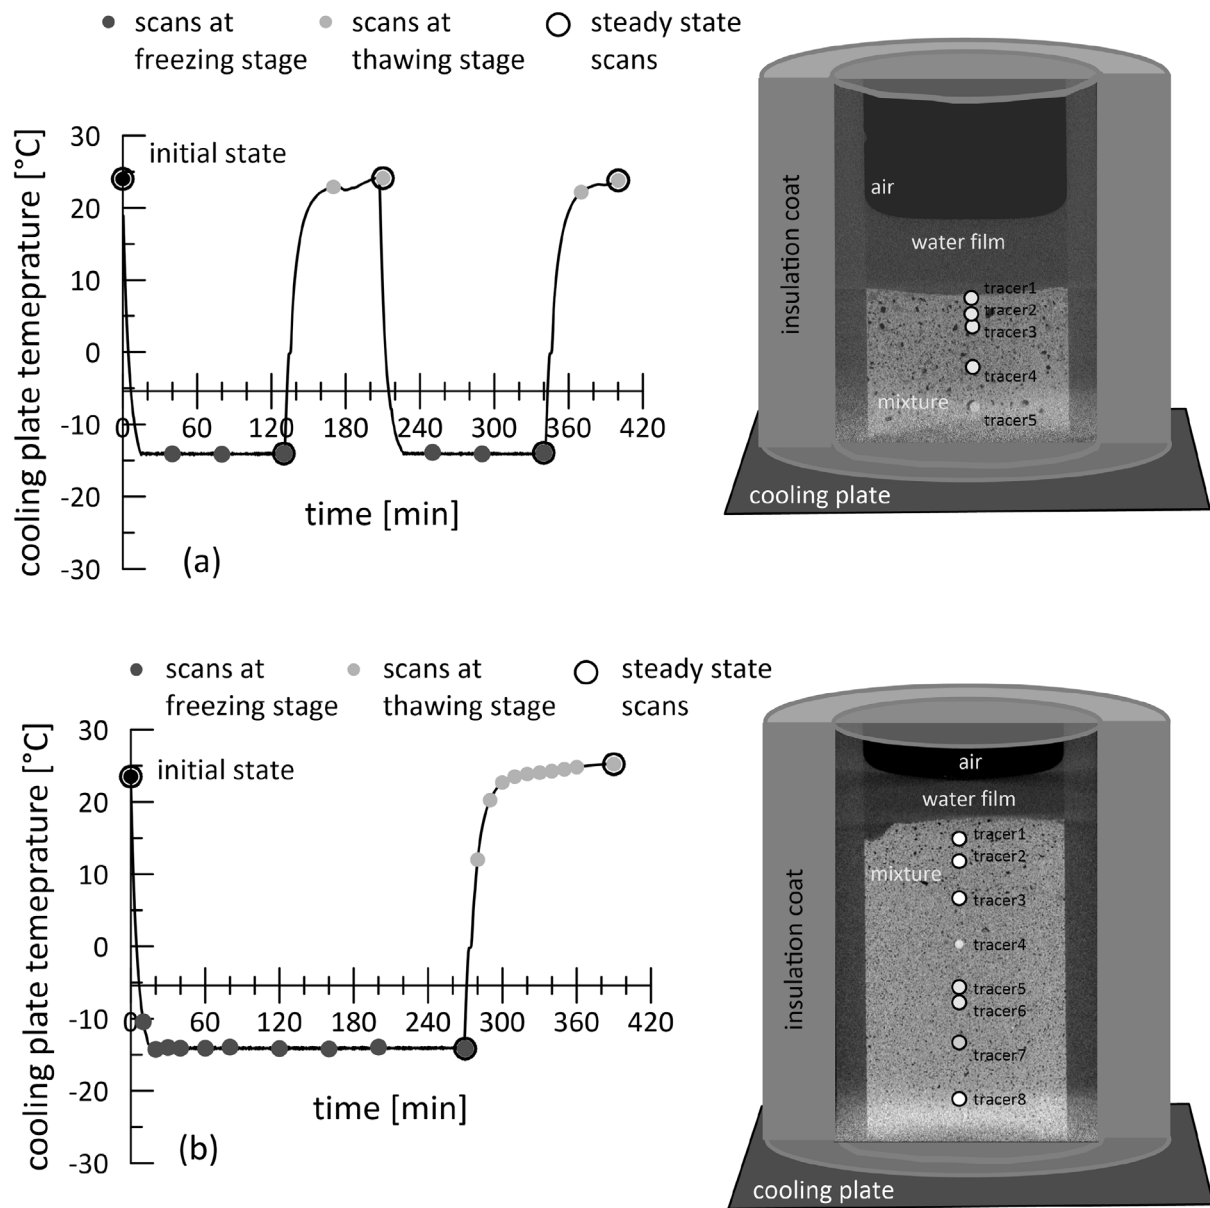 scans at
freezing stage
scans at
thawing stage
steady state
scans
cooling plate temeprature [°C]
30
20
10
0
-10
-20
-30
initial state
0 60 120 180 240 300 360 420
time [min]
(a)
insulation coat
air
water film
tracer1
tracer2
tracer3
tracer4
mixture
tracer5
cooling plate
scans at
freezing stage
scans at
thawing stage
steady state
scans
cooling plate temeprature [°C]
30
20
10
0
-10
-20
-30
initial state
0 60 120 180 240 300 360 420
time [min]
(b)
insulation coat
air
water film
tracer1
tracer2
mixture
tracer3
tracer4
tracer5
tracer6
tracer7
tracer8
cooling plate